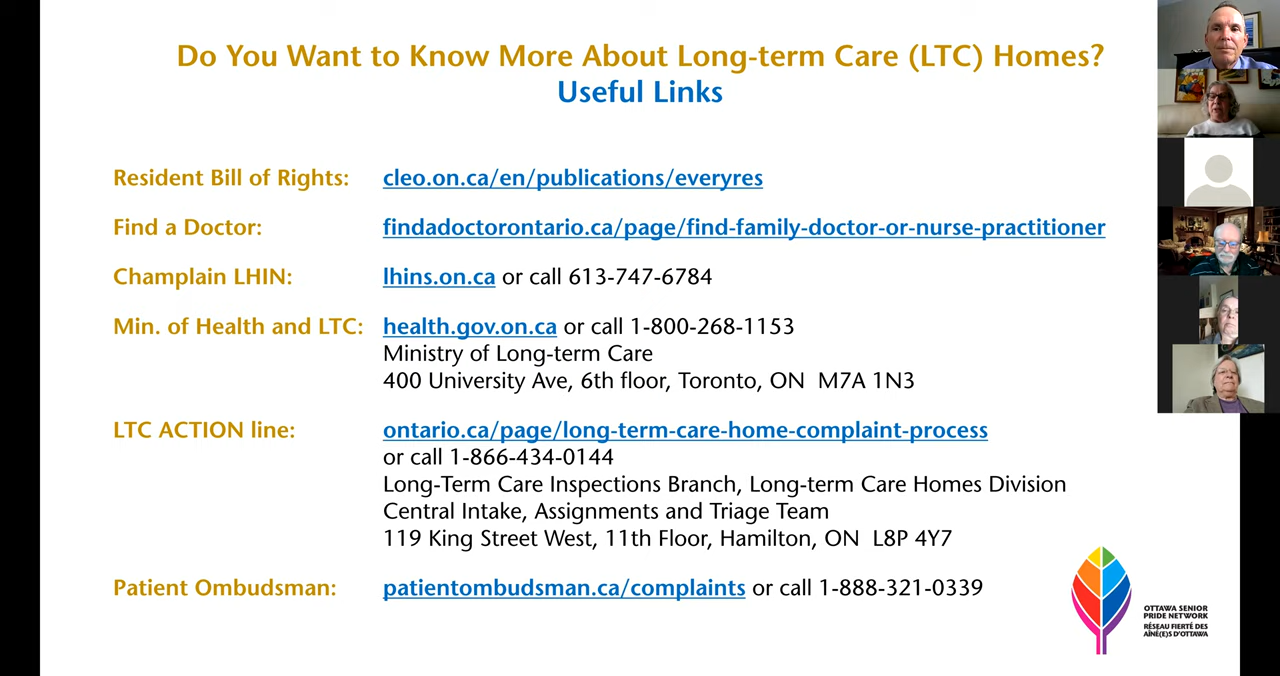 Do You Want to Know More About Long-term Care (LTC) Homes?
Useful Links
Resident Bill of Rights: cleo.on.ca/en/publications/everyres
Find a Doctor: findadoctorontario.ca/page/find-family-doctor-or-nurse-practitioner
Champlain LHIN: lhins.on.ca or call 613-747-6784
Min. of Health and LTC: health.gov.on.ca or call 1-800-268-1153
Ministry of Long-term Care
400 University Ave, 6th floor, Toronto, ON M7A 1N3
LTC ACTION line: ontario.ca/page/long-term-care-home-complaint-process
or call 1-866-434-0144
Long-Term Care Inspections Branch, Long-term Care Homes Division
Central Intake, Assignments and Triage Team
119 King Street West, 11th Floor, Hamilton, ON L8P 4Y7
Patient Ombudsman: patientombudsman.ca/complaints or call 1-888-321-0339
OTTAWA SENIOR
PRIDE NETWORK
RÉSEAU FIERTÉ DES
AÎNÉ(E)S D'OTTAWA